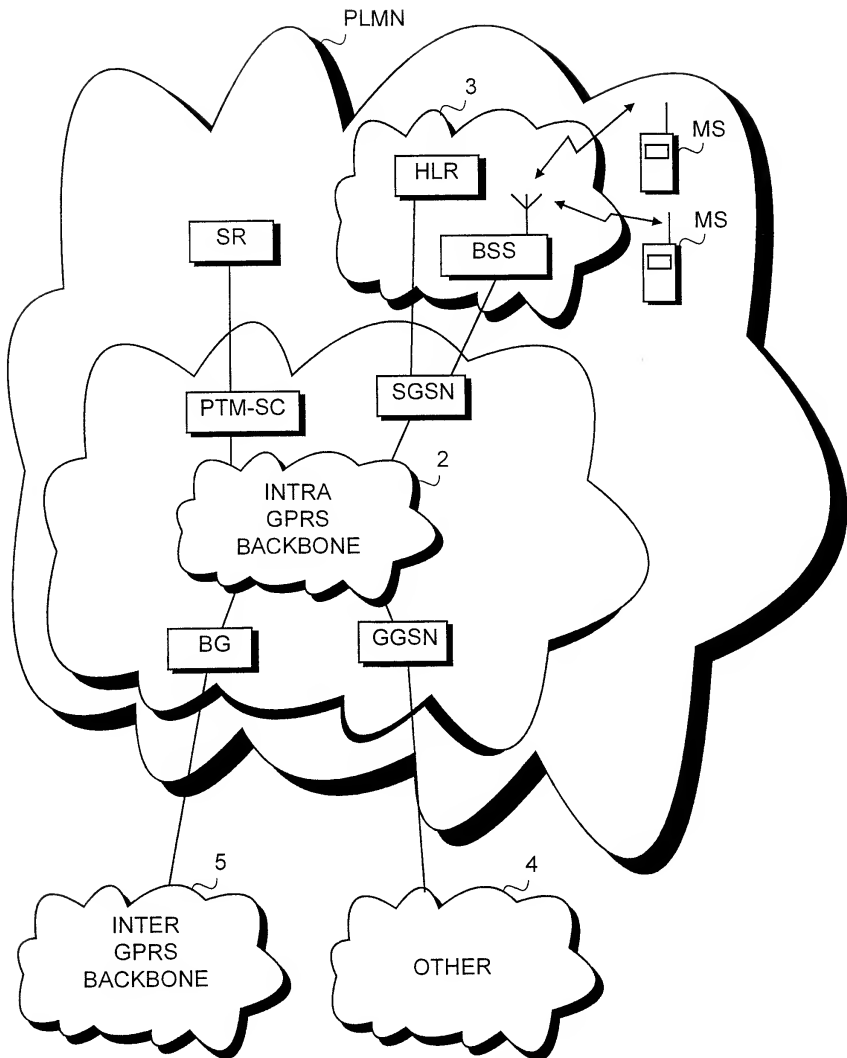 PLMN
3
MS
HLR
MS
SR
BSS
PTM-SC
SGSN
2
INTRA
GPRS
BACKBONE
BG
GGSN
5
4
INTER
GPRS
BACKBONE
OTHER